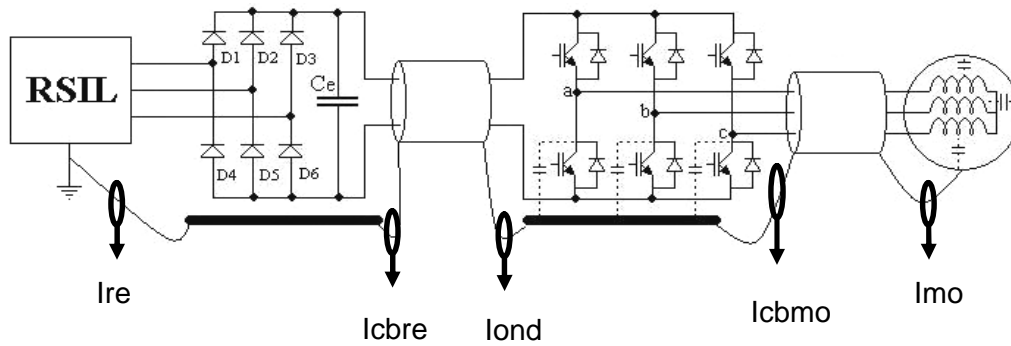 RSIL
D1
D2
D3
Ce
D4
D5
D6
a
b
c
Ire
Icbre
Iond
Icbmo
Imo